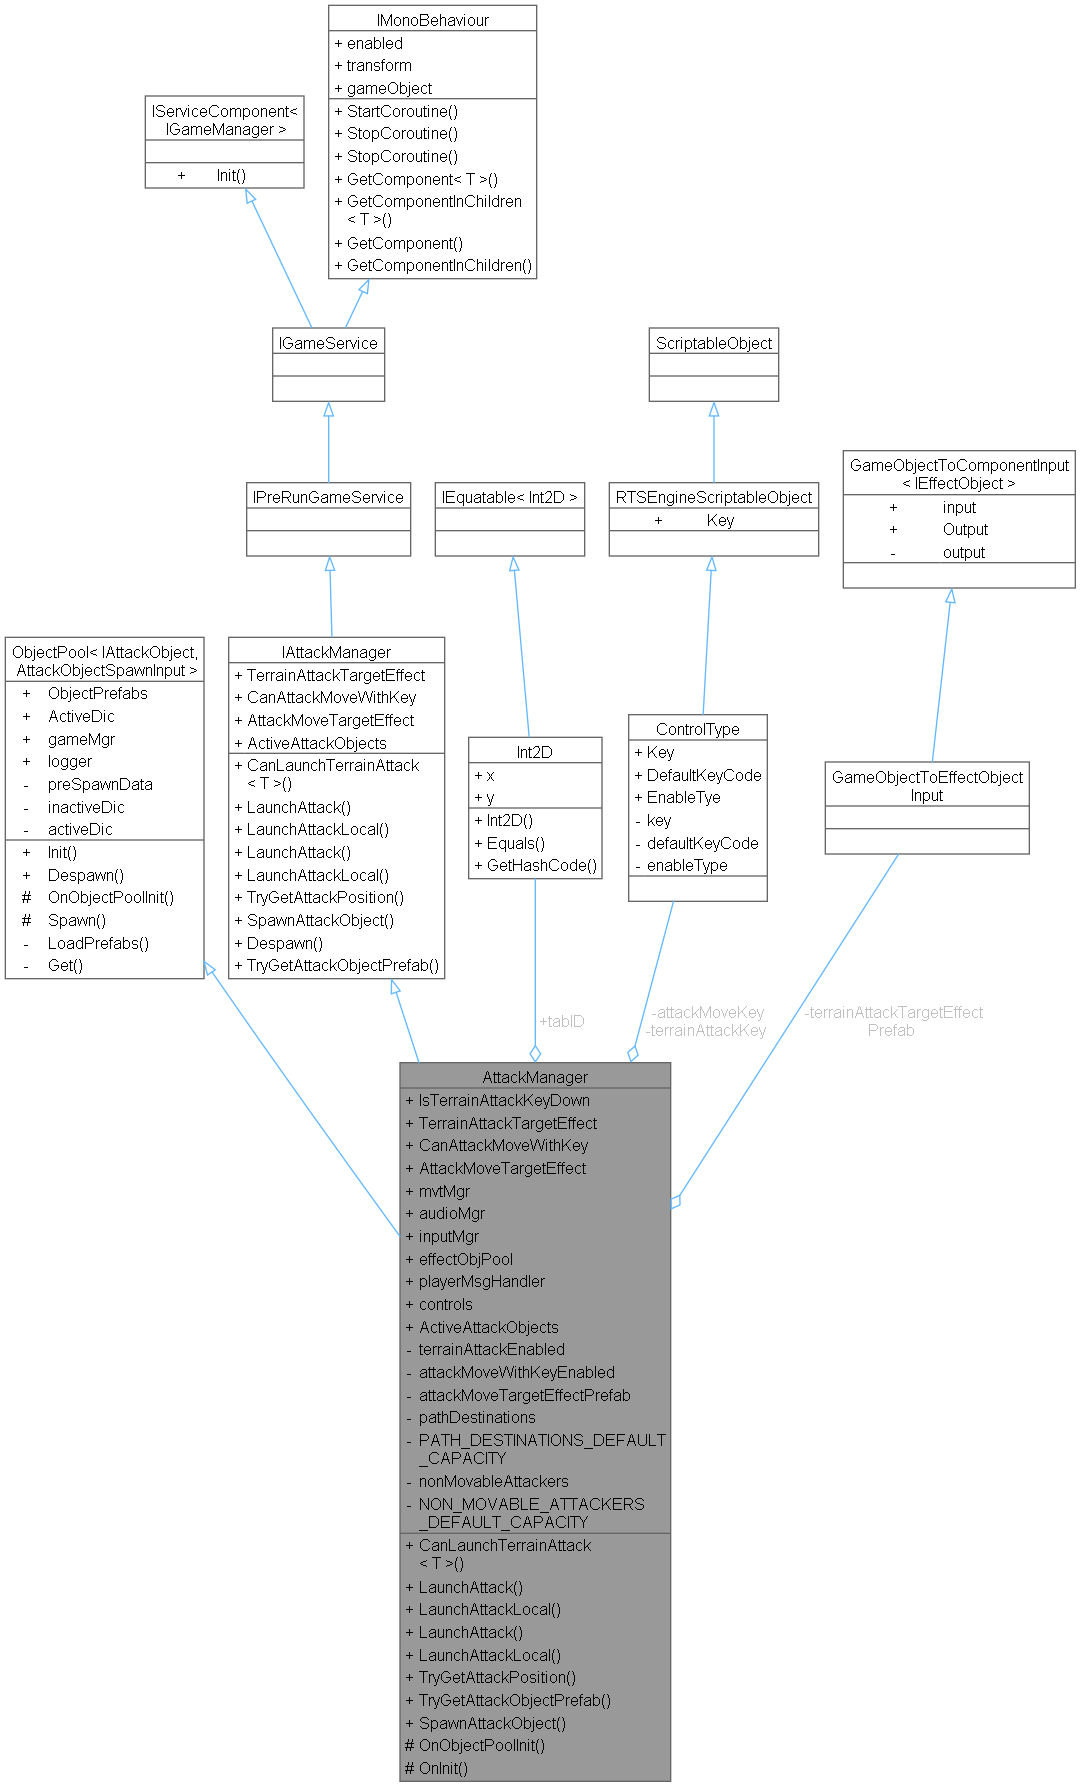 IMonoBehaviour
+ enabled
+ transform
+ gameObject
+ StartCoroutine()
+ StopCoroutine()
+ StopCoroutine()
+ GetComponent< T >()
+ GetComponentInChildren
< T >()
+ GetComponent()
+ GetComponentInChildren()
IServiceComponent<
IGameManager >
+ Init()
IGameService
ScriptableObject
IPreRunGameService
IEquatable< Int2D >
RTSEngineScriptableObject
+ Key
GameObjectToComponentInput
< IEffectObject >
+ input
+ Output
- output
ObjectPool< IAttackObject,
AttackObjectSpawnInput >
+ ObjectPrefabs
+ ActiveDic
+ gameMgr
+ logger
- preSpawnData
- inactiveDic
- activeDic
+ Init()
+ Despawn()
# OnObjectPoolInit()
# Spawn()
- LoadPrefabs()
- Get()
IAttackManager
+ TerrainAttackTargetEffect
+ CanAttackMoveWithKey
+ AttackMoveTargetEffect
+ ActiveAttackObjects
+ CanLaunchTerrainAttack
< T >()
+ LaunchAttack()
+ LaunchAttackLocal()
+ LaunchAttack()
+ LaunchAttackLocal()
+ TryGetAttackPosition()
+ SpawnAttackObject()
+ Despawn()
+ TryGetAttackObjectPrefab()
Int2D
+ x
+ y
+ Int2D()
+ Equals()
+ GetHashCode()
ControlType
+ Key
+ DefaultKeyCode
+ EnableTye
- key
- defaultKeyCode
- enableType
GameObjectToEffectObject
Input
+tabID
-attackMoveKey
-terrainAttackKey
-terrainAttackTargetEffect
Prefab
AttackManager
+ IsTerrainAttackKeyDown
+ TerrainAttackTargetEffect
+ CanAttackMoveWithKey
+ AttackMoveTargetEffect
+ mvtMgr
+ audioMgr
+ inputMgr
+ effectObjPool
+ playerMsgHandler
+ controls
+ ActiveAttackObjects
- terrainAttackEnabled
- attackMoveWithKeyEnabled
- attackMoveTargetEffectPrefab
- pathDestinations
- PATH_DESTINATIONS_DEFAULT
_CAPACITY
- nonMovableAttackers
- NON_MOVABLE_ATTACKERS
_DEFAULT_CAPACITY
+ CanLaunchTerrainAttack
< T >()
+ LaunchAttack()
+ LaunchAttackLocal()
+ LaunchAttack()
+ LaunchAttackLocal()
+ TryGetAttackPosition()
+ TryGetAttackObjectPrefab()
+ SpawnAttackObject()
# OnObjectPoolInit()
# OnInit()